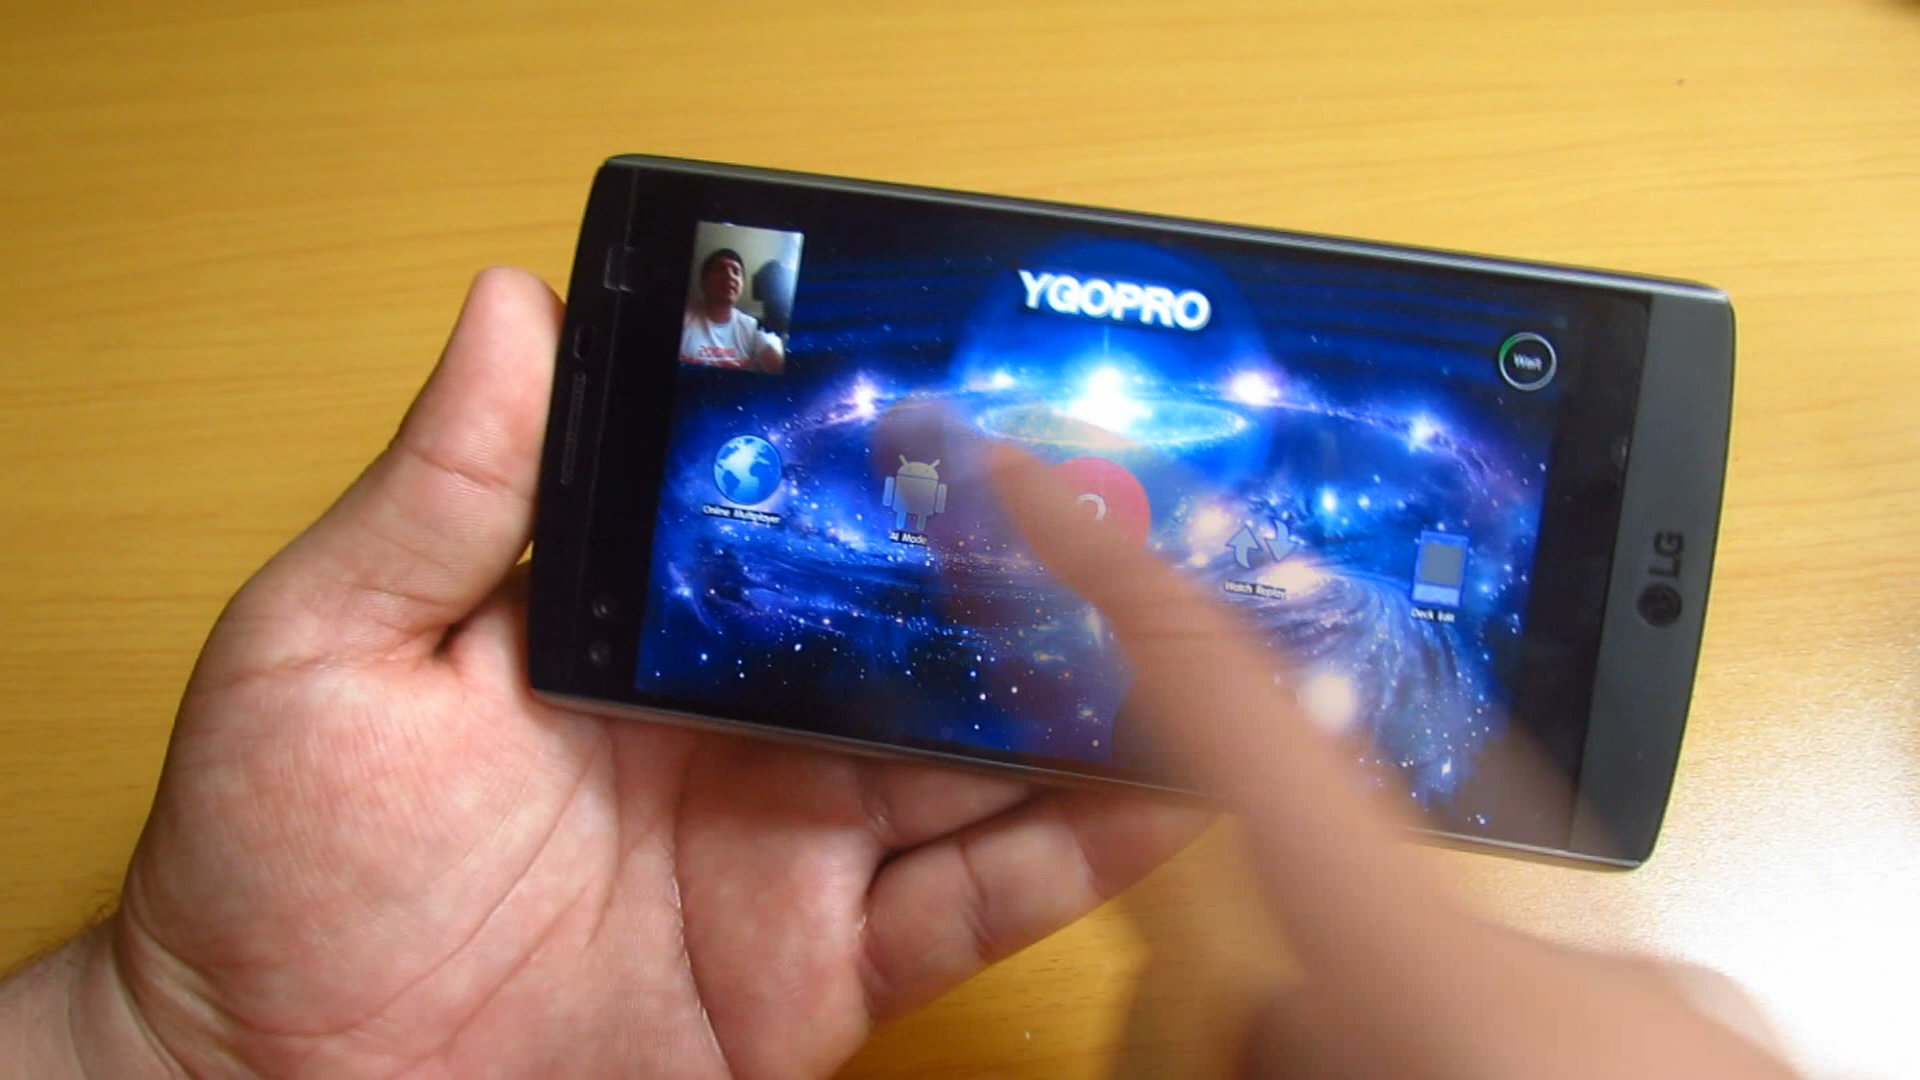 YGOPRO
Wait
Online Multiplayer
AI Mode
Watch Replay
Deck Edit
LG